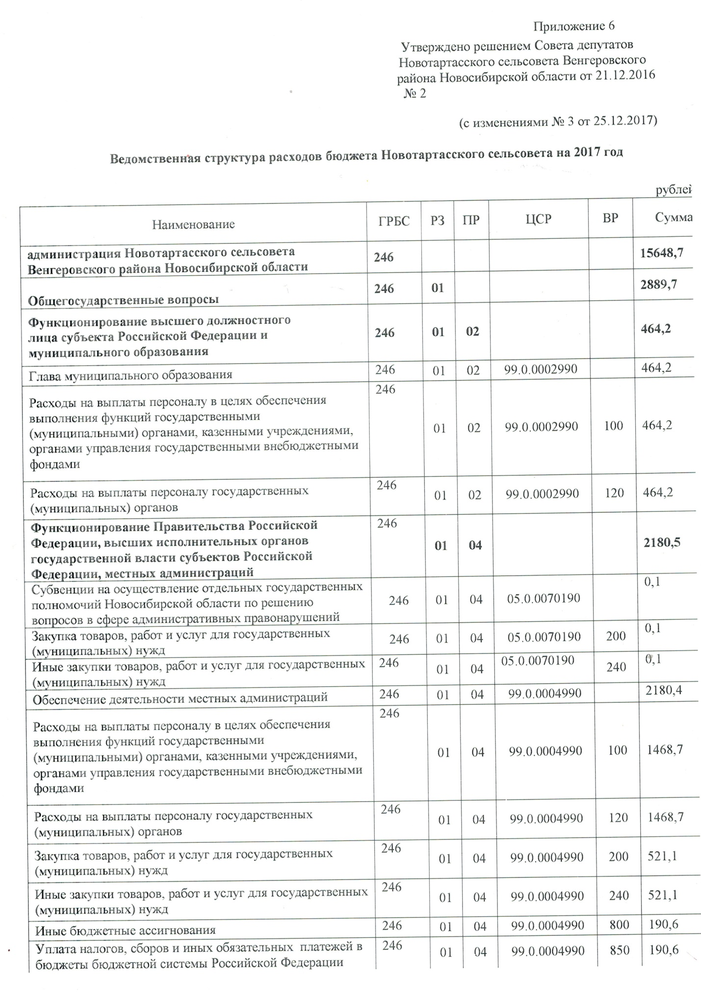 Приложение 6
Утверждено решением Совета депутатов
Новотартасского сельсовета Венгеровского
района Новосибирской области от 21.12.2016
№ 2
(с изменениями № 3 от 25.12.2017)
Ведомственная структура расходов бюджета Новотартасского сельсовета на 2017 год
рублей
Наименование ГРБС РЗ ПР ЦСР ВР Сумма
администрация Новотартасского сельсовета
Венгеровского района Новосибирской области 246 15648,7
Общегосударственные вопросы 246 01 2889,7
Функционирование высшего должностного
лица субъекта Российской Федерации и
муниципального образования 246 01 02 464,2
Глава муниципального образования 246 01 02 99.0.0002990 464,2
Расходы на выплаты персоналу в целях обеспечения
выполнения функций государственными
(муниципальными) органами, казенными учреждениями,
органами управления государственными внебюджетными
фондами 246 01 02 99.0.0002990 100 464,2
Расходы на выплаты персоналу государственных
(муниципальных) органов 246 01 02 99.0.0002990 120 464,2
Функционирование Правительства Российской
Федерации, высших исполнительных органов
государственной власти субъектов Российской
Федерации, местных администраций 246 01 04 2180,5
Субвенции на осуществление отдельных государственных
полномочий Новосибирской области по решению
вопросов в сфере административных правонарушений 246 01 04 05.0.0070190 0,1
Закупка товаров, работ и услуг для государственных
(муниципальных) нужд 246 01 04 05.0.0070190 200 0,1
Иные закупки товаров, работ и услуг для государственных
(муниципальных) нужд 246 01 04 05.0.0070190 240 0,1
Обеспечение деятельности местных администраций 246 01 04 99.0.0004990 2180,4
Расходы на выплаты персоналу в целях обеспечения
выполнения функций государственными
(муниципальными) органами, казенными учреждениями,
органами управления государственными внебюджетными
фондами 246 01 04 99.0.0004990 100 1468,7
Расходы на выплаты персоналу государственных
(муниципальных) органов 246 01 04 99.0.0004990 120 1468,7
Закупка товаров, работ и услуг для государственных
(муниципальных) нужд 246 01 04 99.0.0004990 200 521,1
Иные закупки товаров, работ и услуг для государственных
(муниципальных) нужд 246 01 04 99.0.0004990 240 521,1
Иные бюджетные ассигнования 246 01 04 99.0.0004990 800 190,6
Уплата налогов, сборов и иных обязательных платежей в
бюджеты бюджетной системы Российской Федерации 246 01 04 99.0.0004990 850 190,6